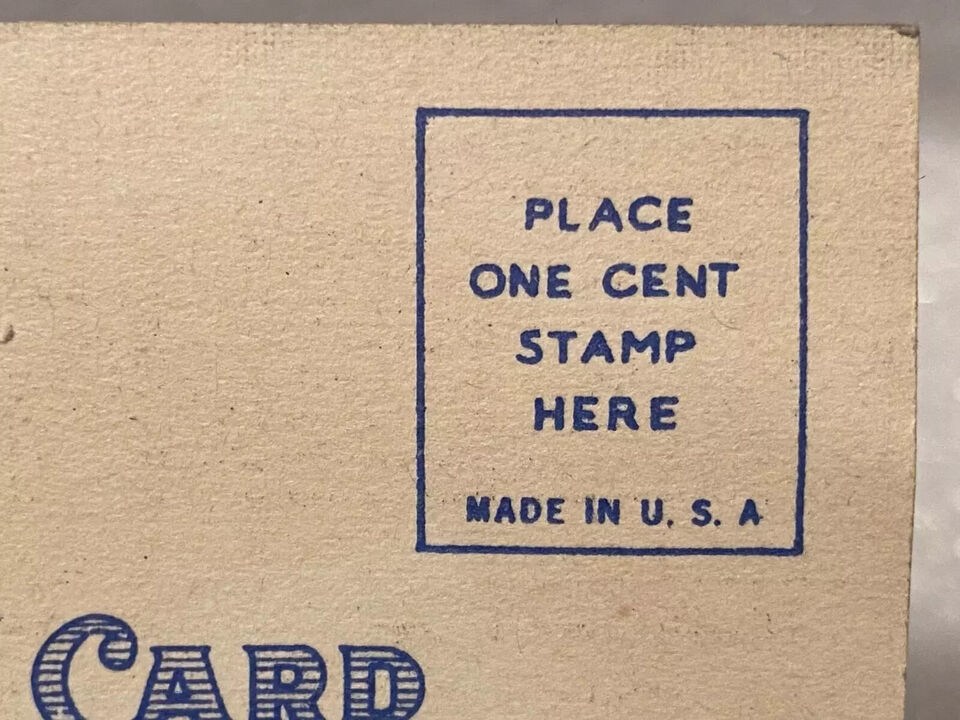 PLACE
ONE CENT
STAMP
HERE
MADE IN U. S. A
CARD